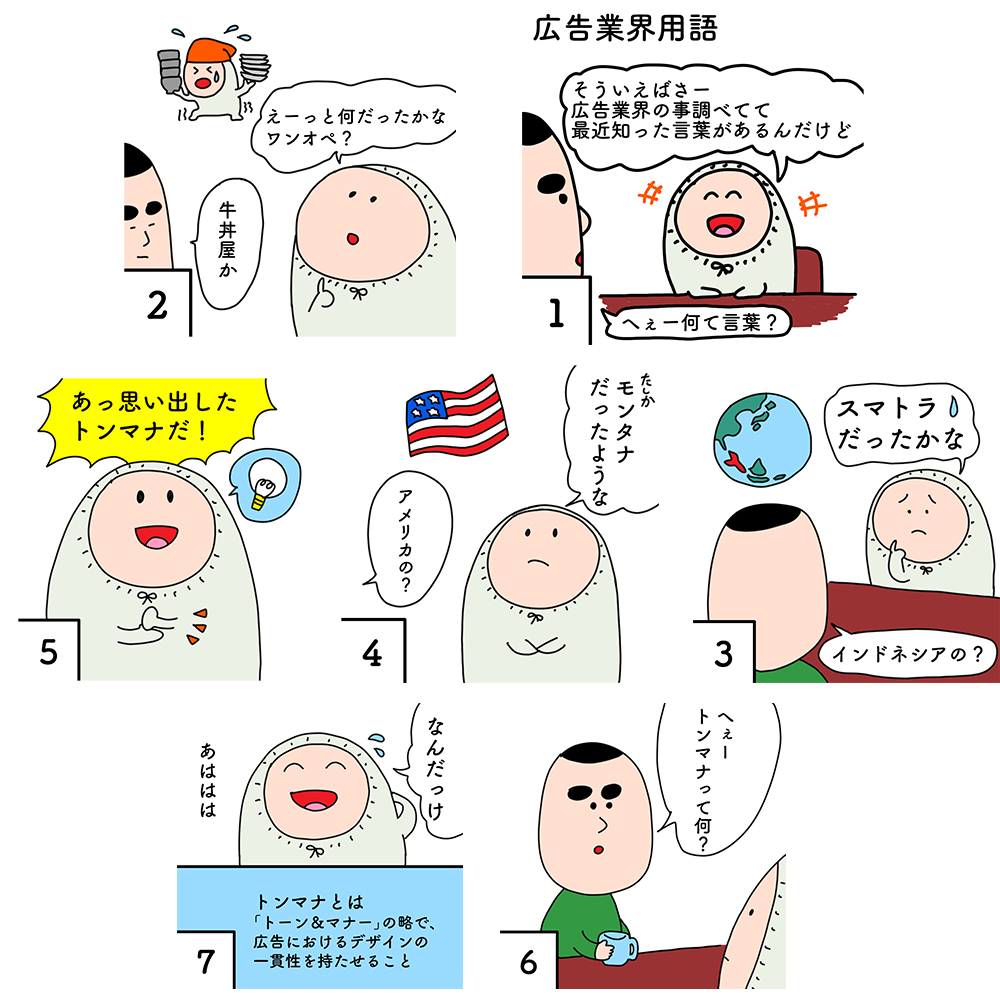 広告業界用語
そういえばさー
広告業界の事調べてて
最近知った言葉があるんだけど
へぇー何て言葉?
1
えーっと何だったかな
ワンオペ?
牛丼屋か
2
スマトラ
だったかな
インドネシアの?
3
たしか
モンタナ
だったような
アメリカの?
4
あっ思い出した
トンマナだ!
5
へぇー
トンマナって何?
6
なんだっけ
あははは
トンマナとは
「トーン&マナー」の略で、
広告におけるデザインの
一貫性を持たせること
7